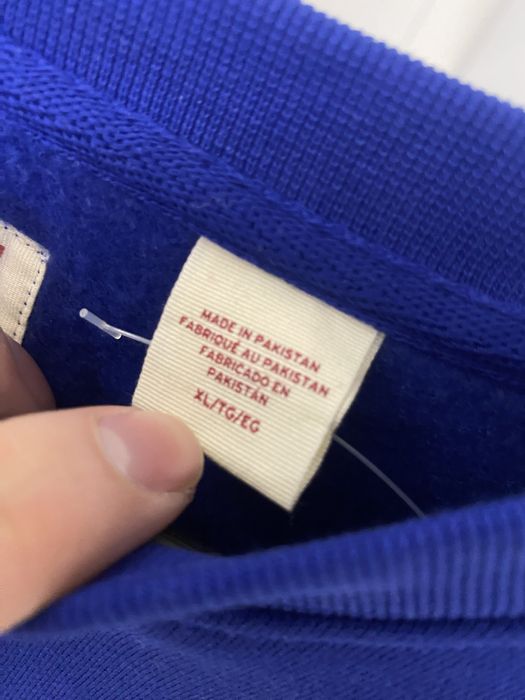 MADE IN PAKISTAN
FABRIQUÉ AU PAKISTAN
FABRICADO EN
PAKISTÁN
XL/TG/EG